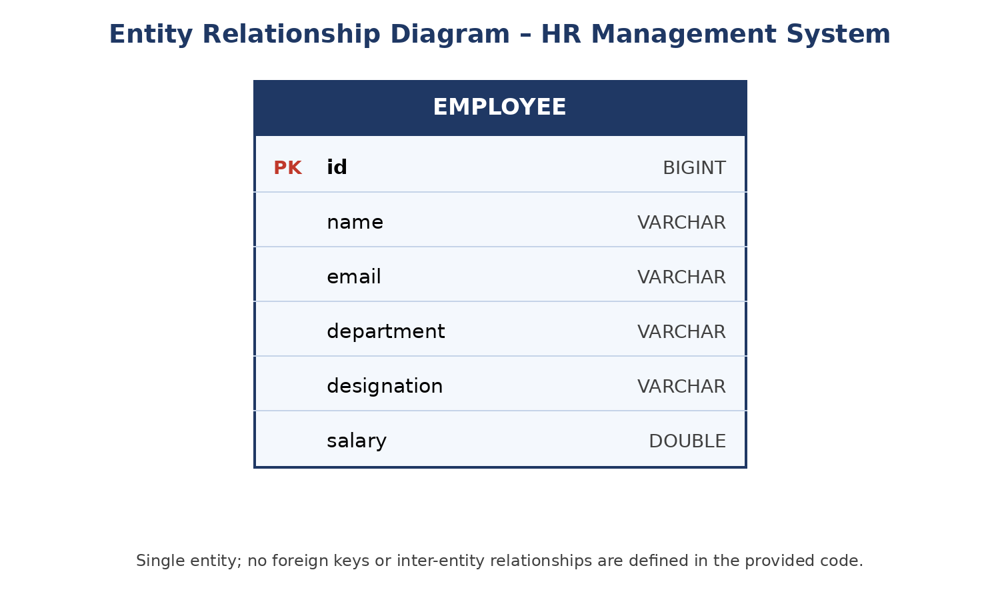 Entity Relationship Diagram – HR Management System
EMPLOYEE
PK id BIGINT
name VARCHAR
email VARCHAR
department VARCHAR
designation VARCHAR
salary DOUBLE
Single entity; no foreign keys or inter-entity relationships are defined in the provided code.